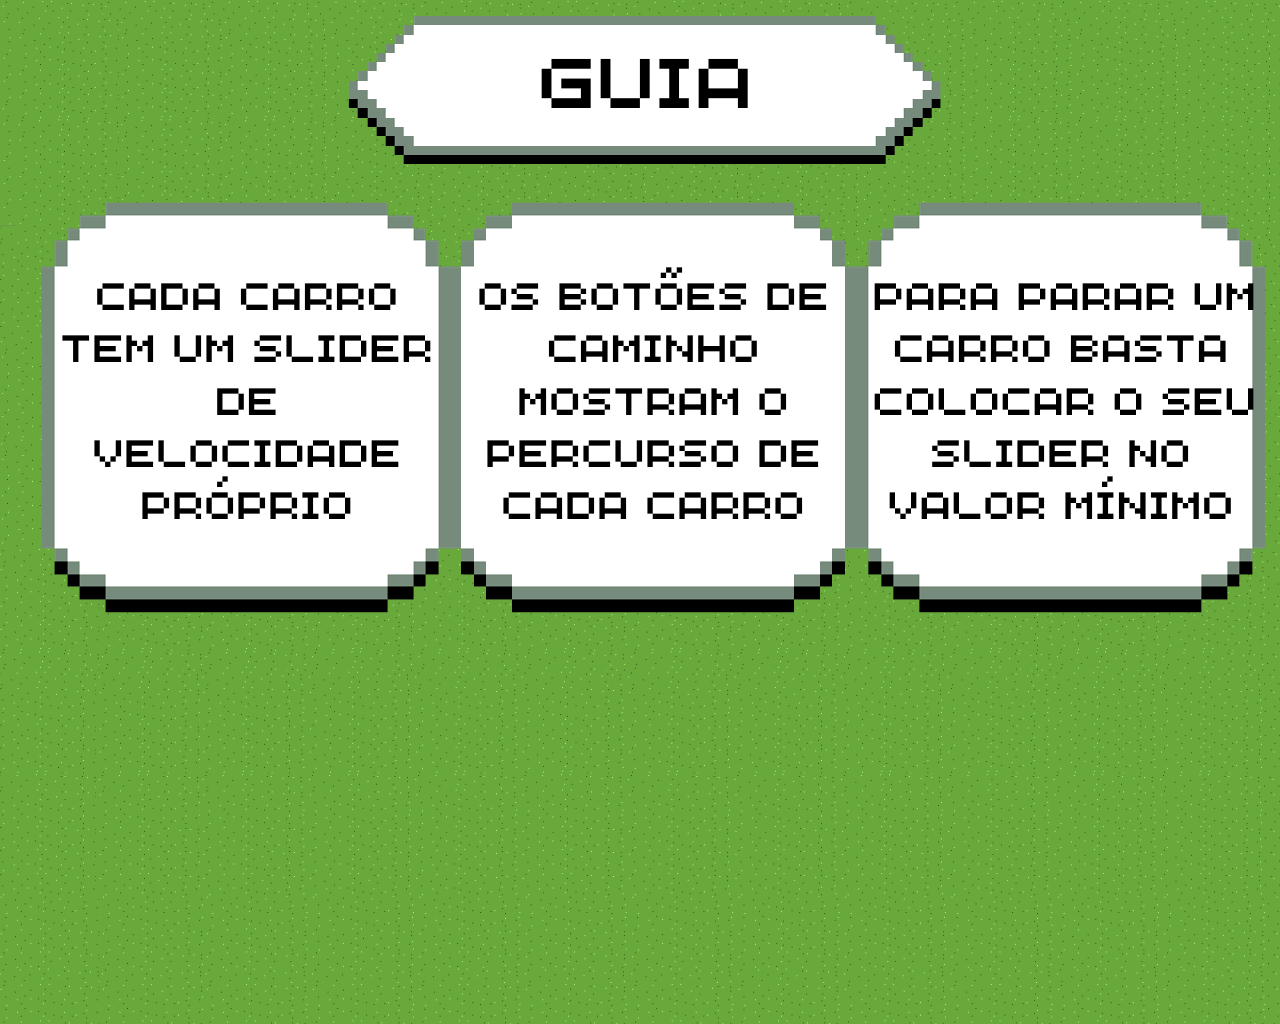 GUIA
CADA CARRO
TEM UM SLIDER
DE
VELOCIDADE
PRÓPRIO
OS BOTÕES DE
CAMINHO
MOSTRAM O
PERCURSO DE
CADA CARRO
PARA PARAR UM
CARRO BASTA
COLOCAR O SEU
SLIDER NO
VALOR MÍNIMO